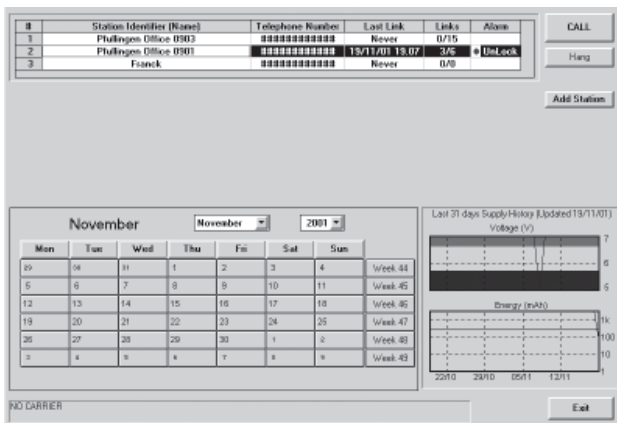 # Station Identifier (Name) Telephone Number Last Link Links Alarm
1 Pfullingen Office 0903 ############ Never 0/15
2 Pfullingen Office 0901 ############ 19/11/01 19.07 3/6 UnLock
3 Franck ############ Never 0/0
CALL
Hang
Add Station
November November 2001
Mon Tue Wed Thu Fri Sat Sun
29 30 31 1 2 3 4 Week 44
5 6 7 8 9 10 11 Week 45
12 13 14 15 16 17 18 Week 46
19 20 21 22 23 24 25 Week 47
26 27 28 29 30 1 2 Week 48
3 4 5 6 7 8 9 Week 49
Last 31 days Supply History (Updated 19/11/01)
Voltage (V)
7
6
5
Energy (mAh)
1k
100
10
1
22/10 29/10 05/11 12/11
NO CARRIER
Exit